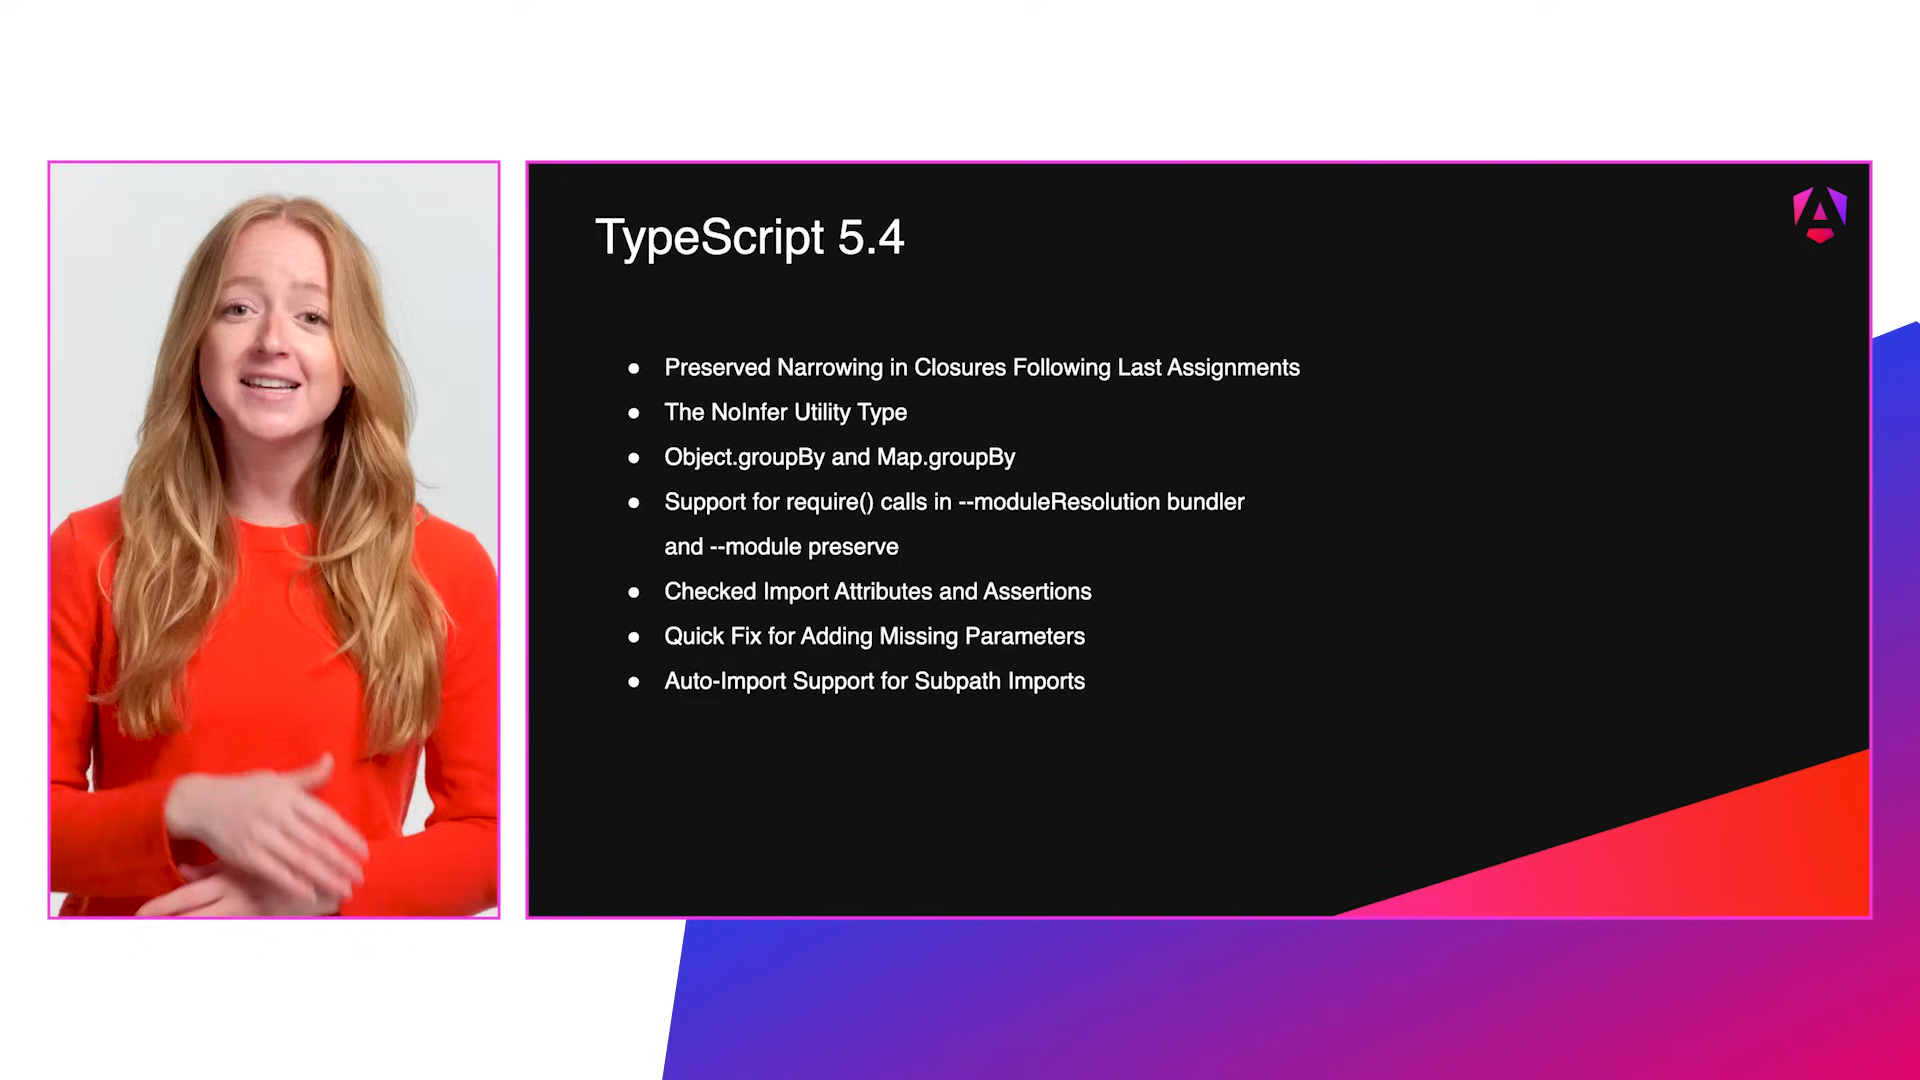 TypeScript 5.4
● Preserved Narrowing in Closures Following Last Assignments
● The NoInfer Utility Type
● Object.groupBy and Map.groupBy
● Support for require() calls in --moduleResolution bundler
and --module preserve
● Checked Import Attributes and Assertions
● Quick Fix for Adding Missing Parameters
● Auto-Import Support for Subpath Imports